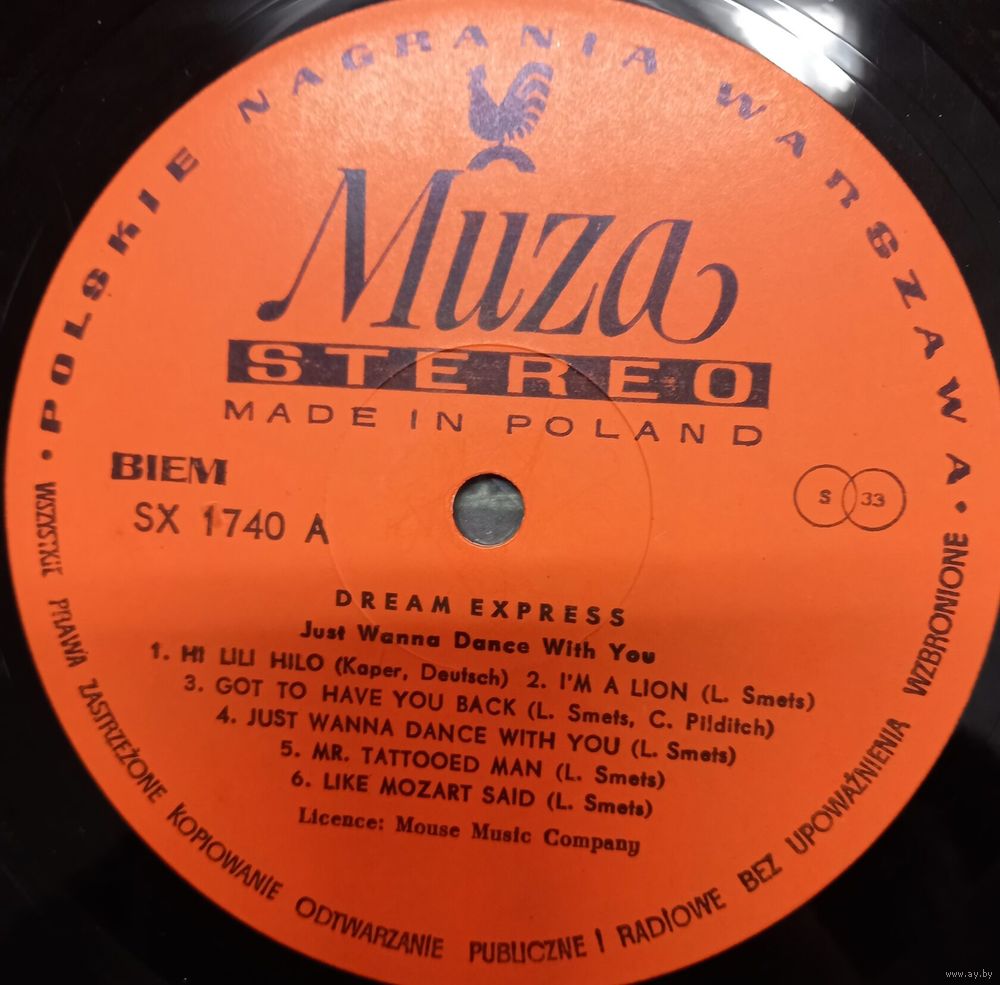 • POLSKIE NAGRANIA WARSZAWA •
Muza
STEREO
MADE IN POLAND
BIEM
SX 1740 A
S 33
DREAM EXPRESS
Just Wanna Dance With You
1. HI LILI HILO (Kaper, Deutsch) 2. I'M A LION (L. Smets)
3. GOT TO HAVE YOU BACK (L. Smets, C. Pilditch)
4. JUST WANNA DANCE WITH YOU (L. Smets)
5. MR. TATTOOED MAN (L. Smets)
6. LIKE MOZART SAID (L. Smets)
Licence: Mouse Music Company
WSZYSTKIE PRAWA ZASTRZEŻONE KOPIOWANIE ODTWARZANIE PUBLICZNE I RADIOWE BEZ UPOWAŻNIENIA WZBRONIONE
www.ay.by